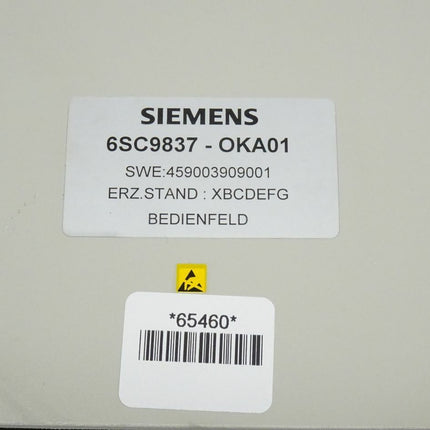 SIEMENS
6SC9837 - OKA01
SWE:459003909001
ERZ.STAND : XBCDEFG
BEDIENFELD
*65460*